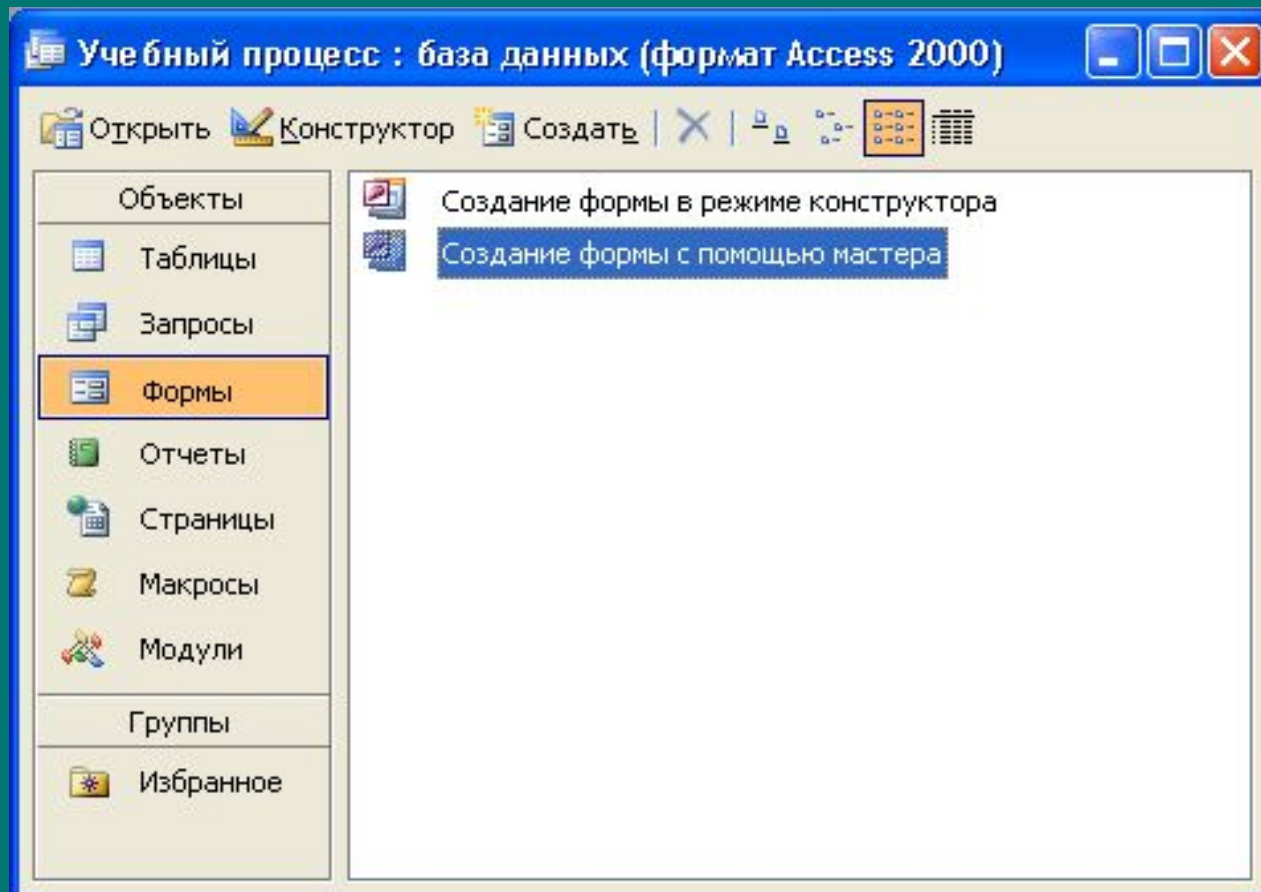 Учебный процесс : база данных (формат Access 2000)
Открыть Конструктор Создать
Объекты
Таблицы
Запросы
Формы
Отчеты
Страницы
Макросы
Модули
Группы
Избранное
Создание формы в режиме конструктора
Создание формы с помощью мастера